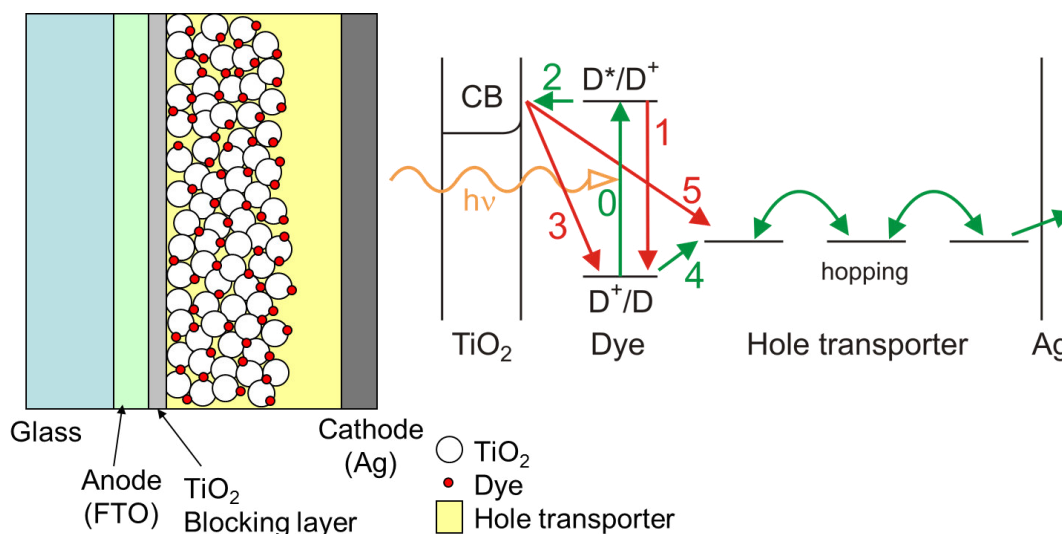 Glass
Anode
(FTO)
TiO₂
Blocking layer
Cathode
(Ag)
TiO₂
Dye
Hole transporter
CB
2
D*/D⁺
1
hν
0
3
5
4
D⁺/D
hopping
TiO₂
Dye
Hole transporter
Ag